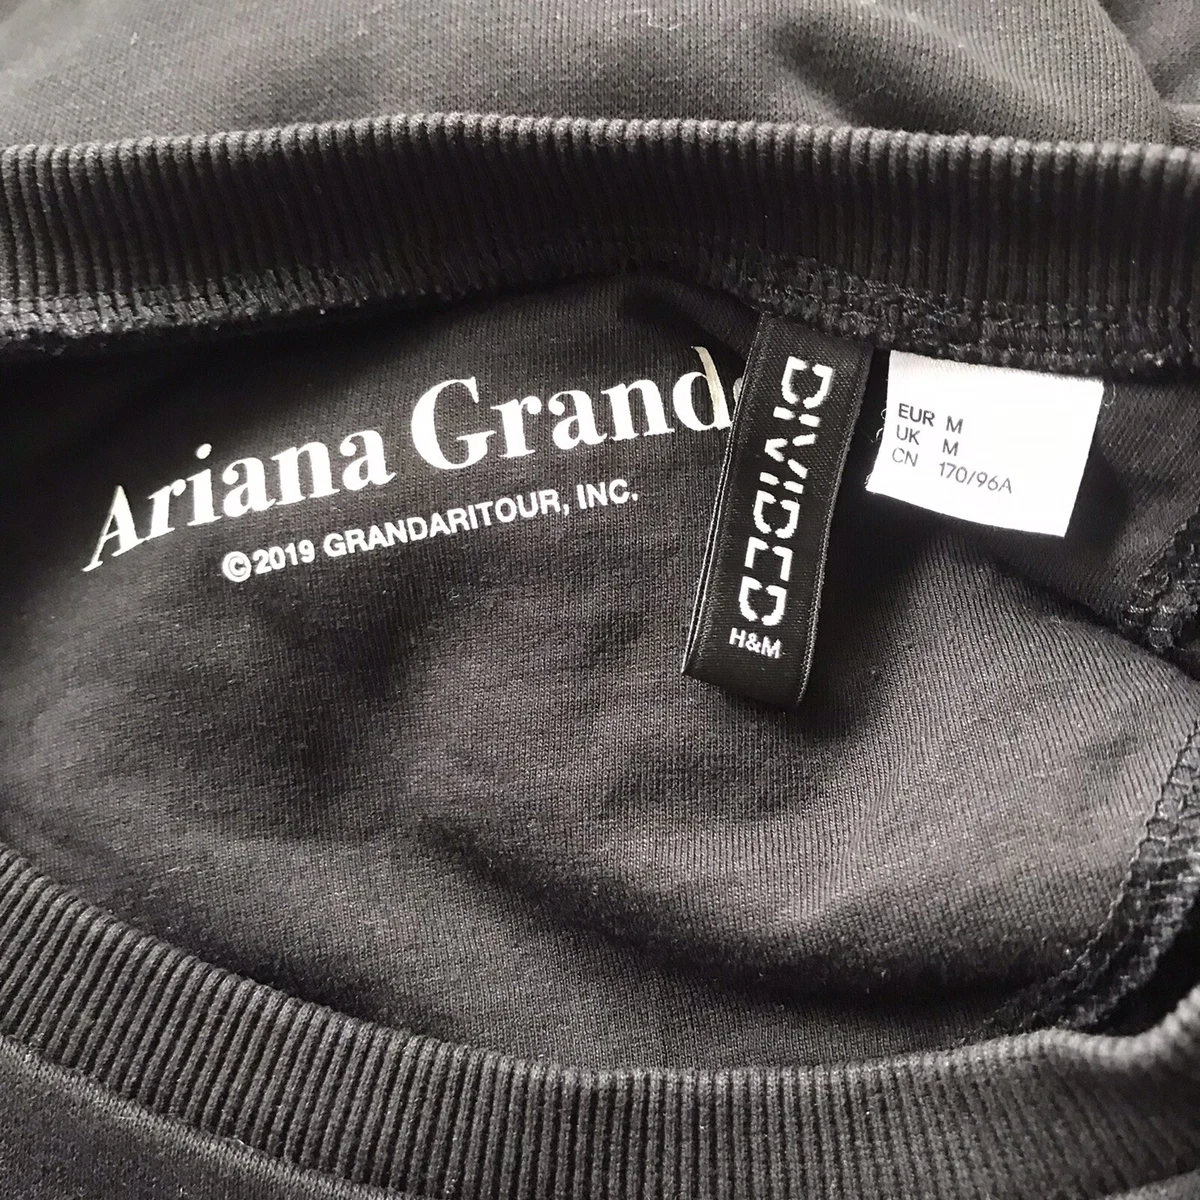 Ariana Grand
©2019 GRANDARITOUR, INC.
DIVIDED
H&M
EUR M
UK M
CN 170/96A